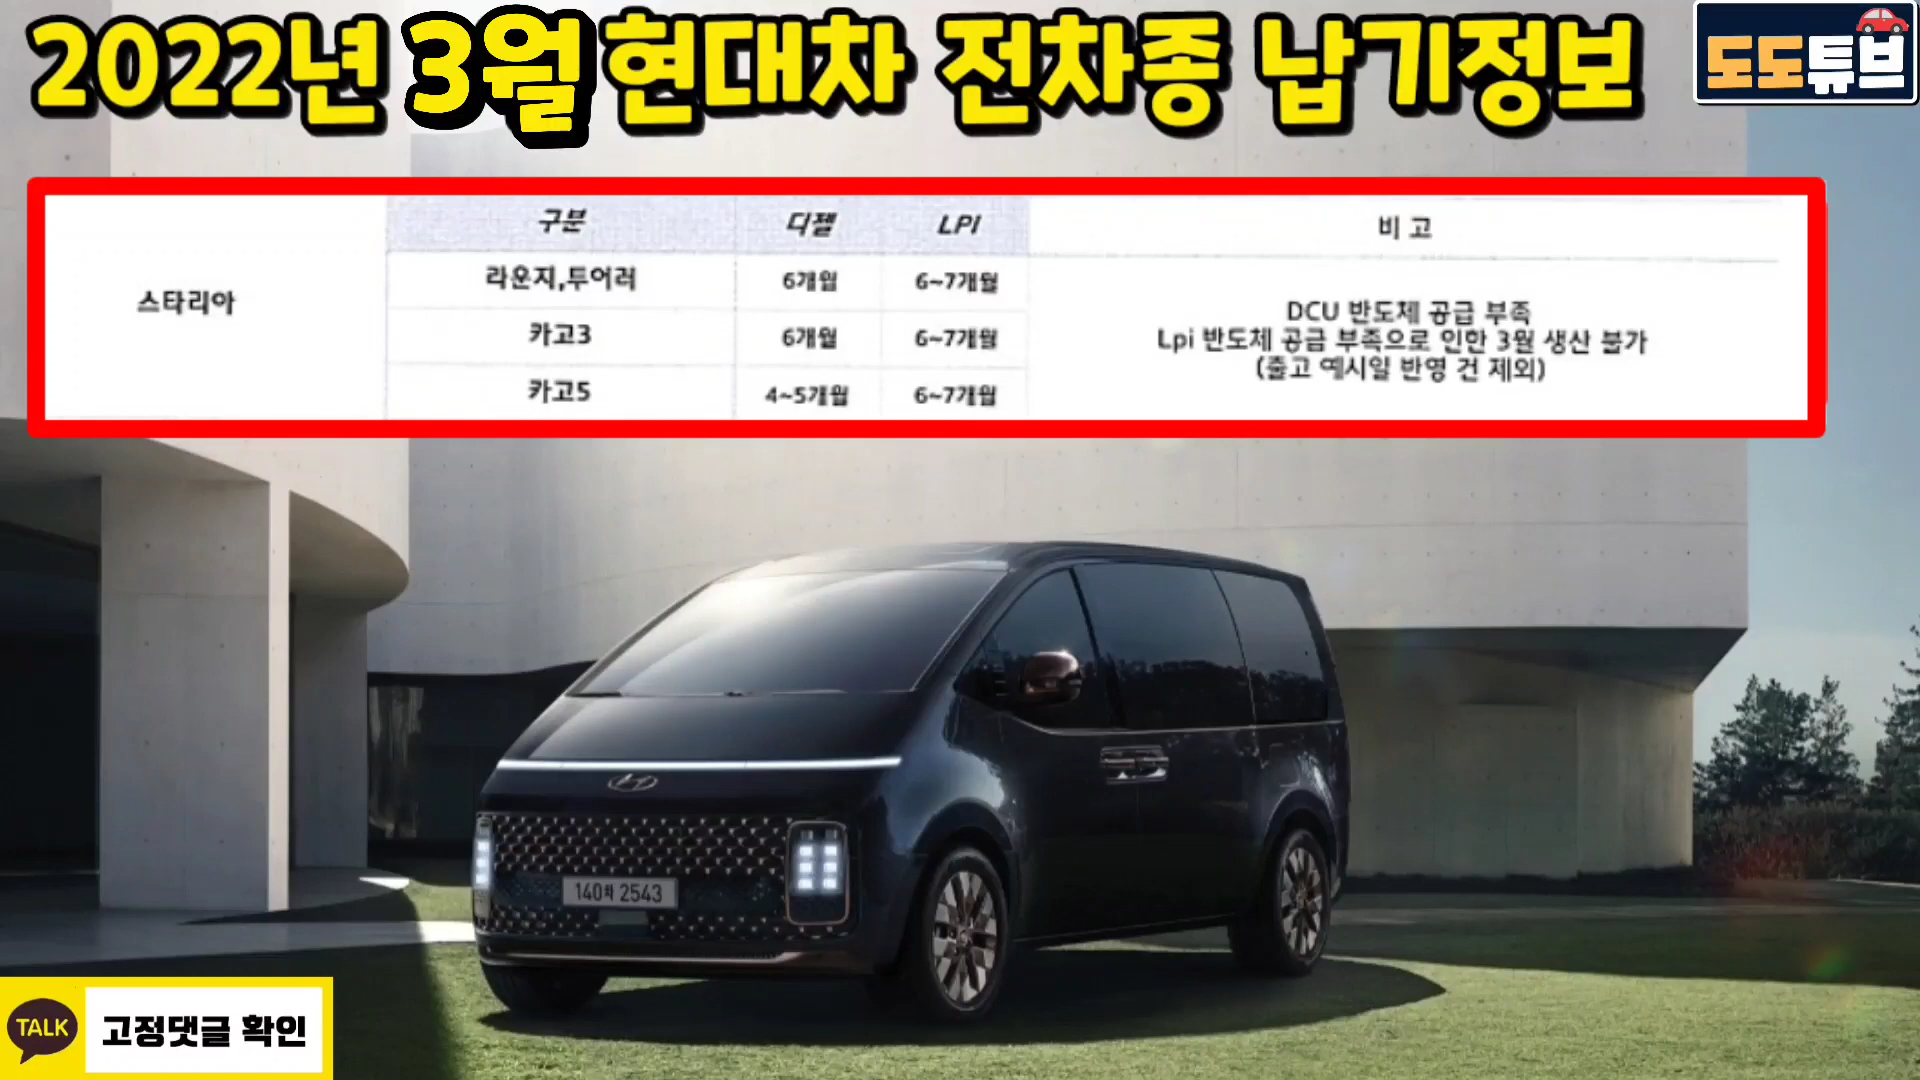 2022년 3월 현대차 전차종 납기정보
도도튜브
구분 디젤 LPI 비고
스타리아
라운지,투어러 6개월 6~7개월
카고3 6개월 6~7개월
카고5 4~5개월 6~7개월
DCU 반도체 공급 부족
Lpi 반도체 공급 부족으로 인한 3월 생산 불가
(출고 예시일 반영 건 제외)
140하 2543
TALK
고정댓글 확인